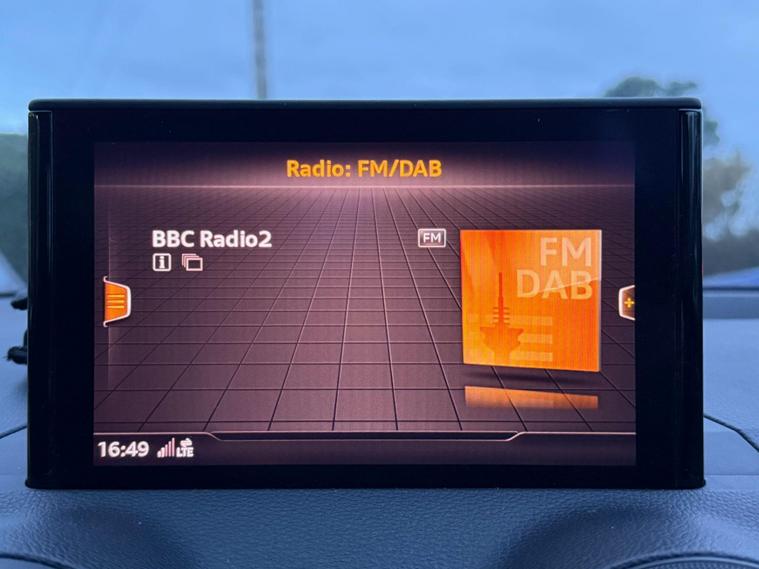 Radio: FM/DAB
BBC Radio2
FM
FM
DAB
16:49
LTE